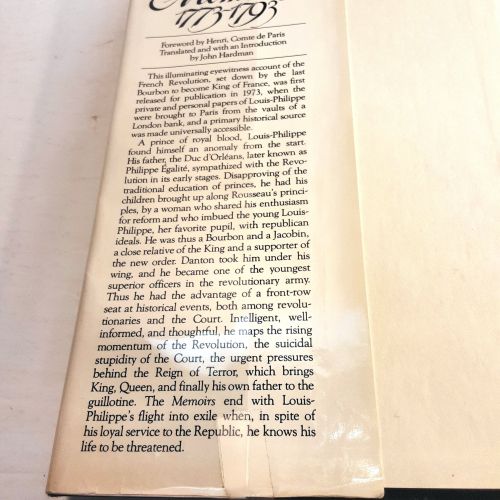 Memoirs
1773-1793
Foreword by Henri, Comte de Paris
Translated and with an Introduction
by John Hardman
This illuminating eyewitness account of the
French Revolution, set down by the last
Bourbon to become King of France, was first
released for publication in 1973, when the
private and personal papers of Louis-Philippe
were brought to Paris from the vaults of a
London bank, and a primary historical source
was made universally accessible.
A prince of royal blood, Louis-Philippe
found himself an anomaly from the start.
His father, the Duc d'Orléans, later known as
Philippe Égalité, sympathized with the Revo-
lution in its early stages. Disapproving of the
traditional education of princes, he had his
children brought up along Rousseau's princi-
ples, by a woman who shared his enthusiasm
for reform and who imbued the young Louis-
Philippe, her favorite pupil, with republican
ideals. He was thus a Bourbon and a Jacobin,
a close relative of the King and a supporter of
the new order. Danton took him under his
wing, and he became one of the youngest
superior officers in the revolutionary army.
Thus he had the advantage of a front-row
seat at historical events, both among revolu-
tionaries and the Court. Intelligent, well-
informed, and thoughtful, he maps the rising
momentum of the Revolution, the suicidal
stupidity of the Court, the urgent pressures
behind the Reign of Terror, which brings
King, Queen, and finally his own father to the
guillotine. The Memoirs end with Louis-
Philippe's flight into exile when, in spite of
his loyal service to the Republic, he knows his
life to be threatened.